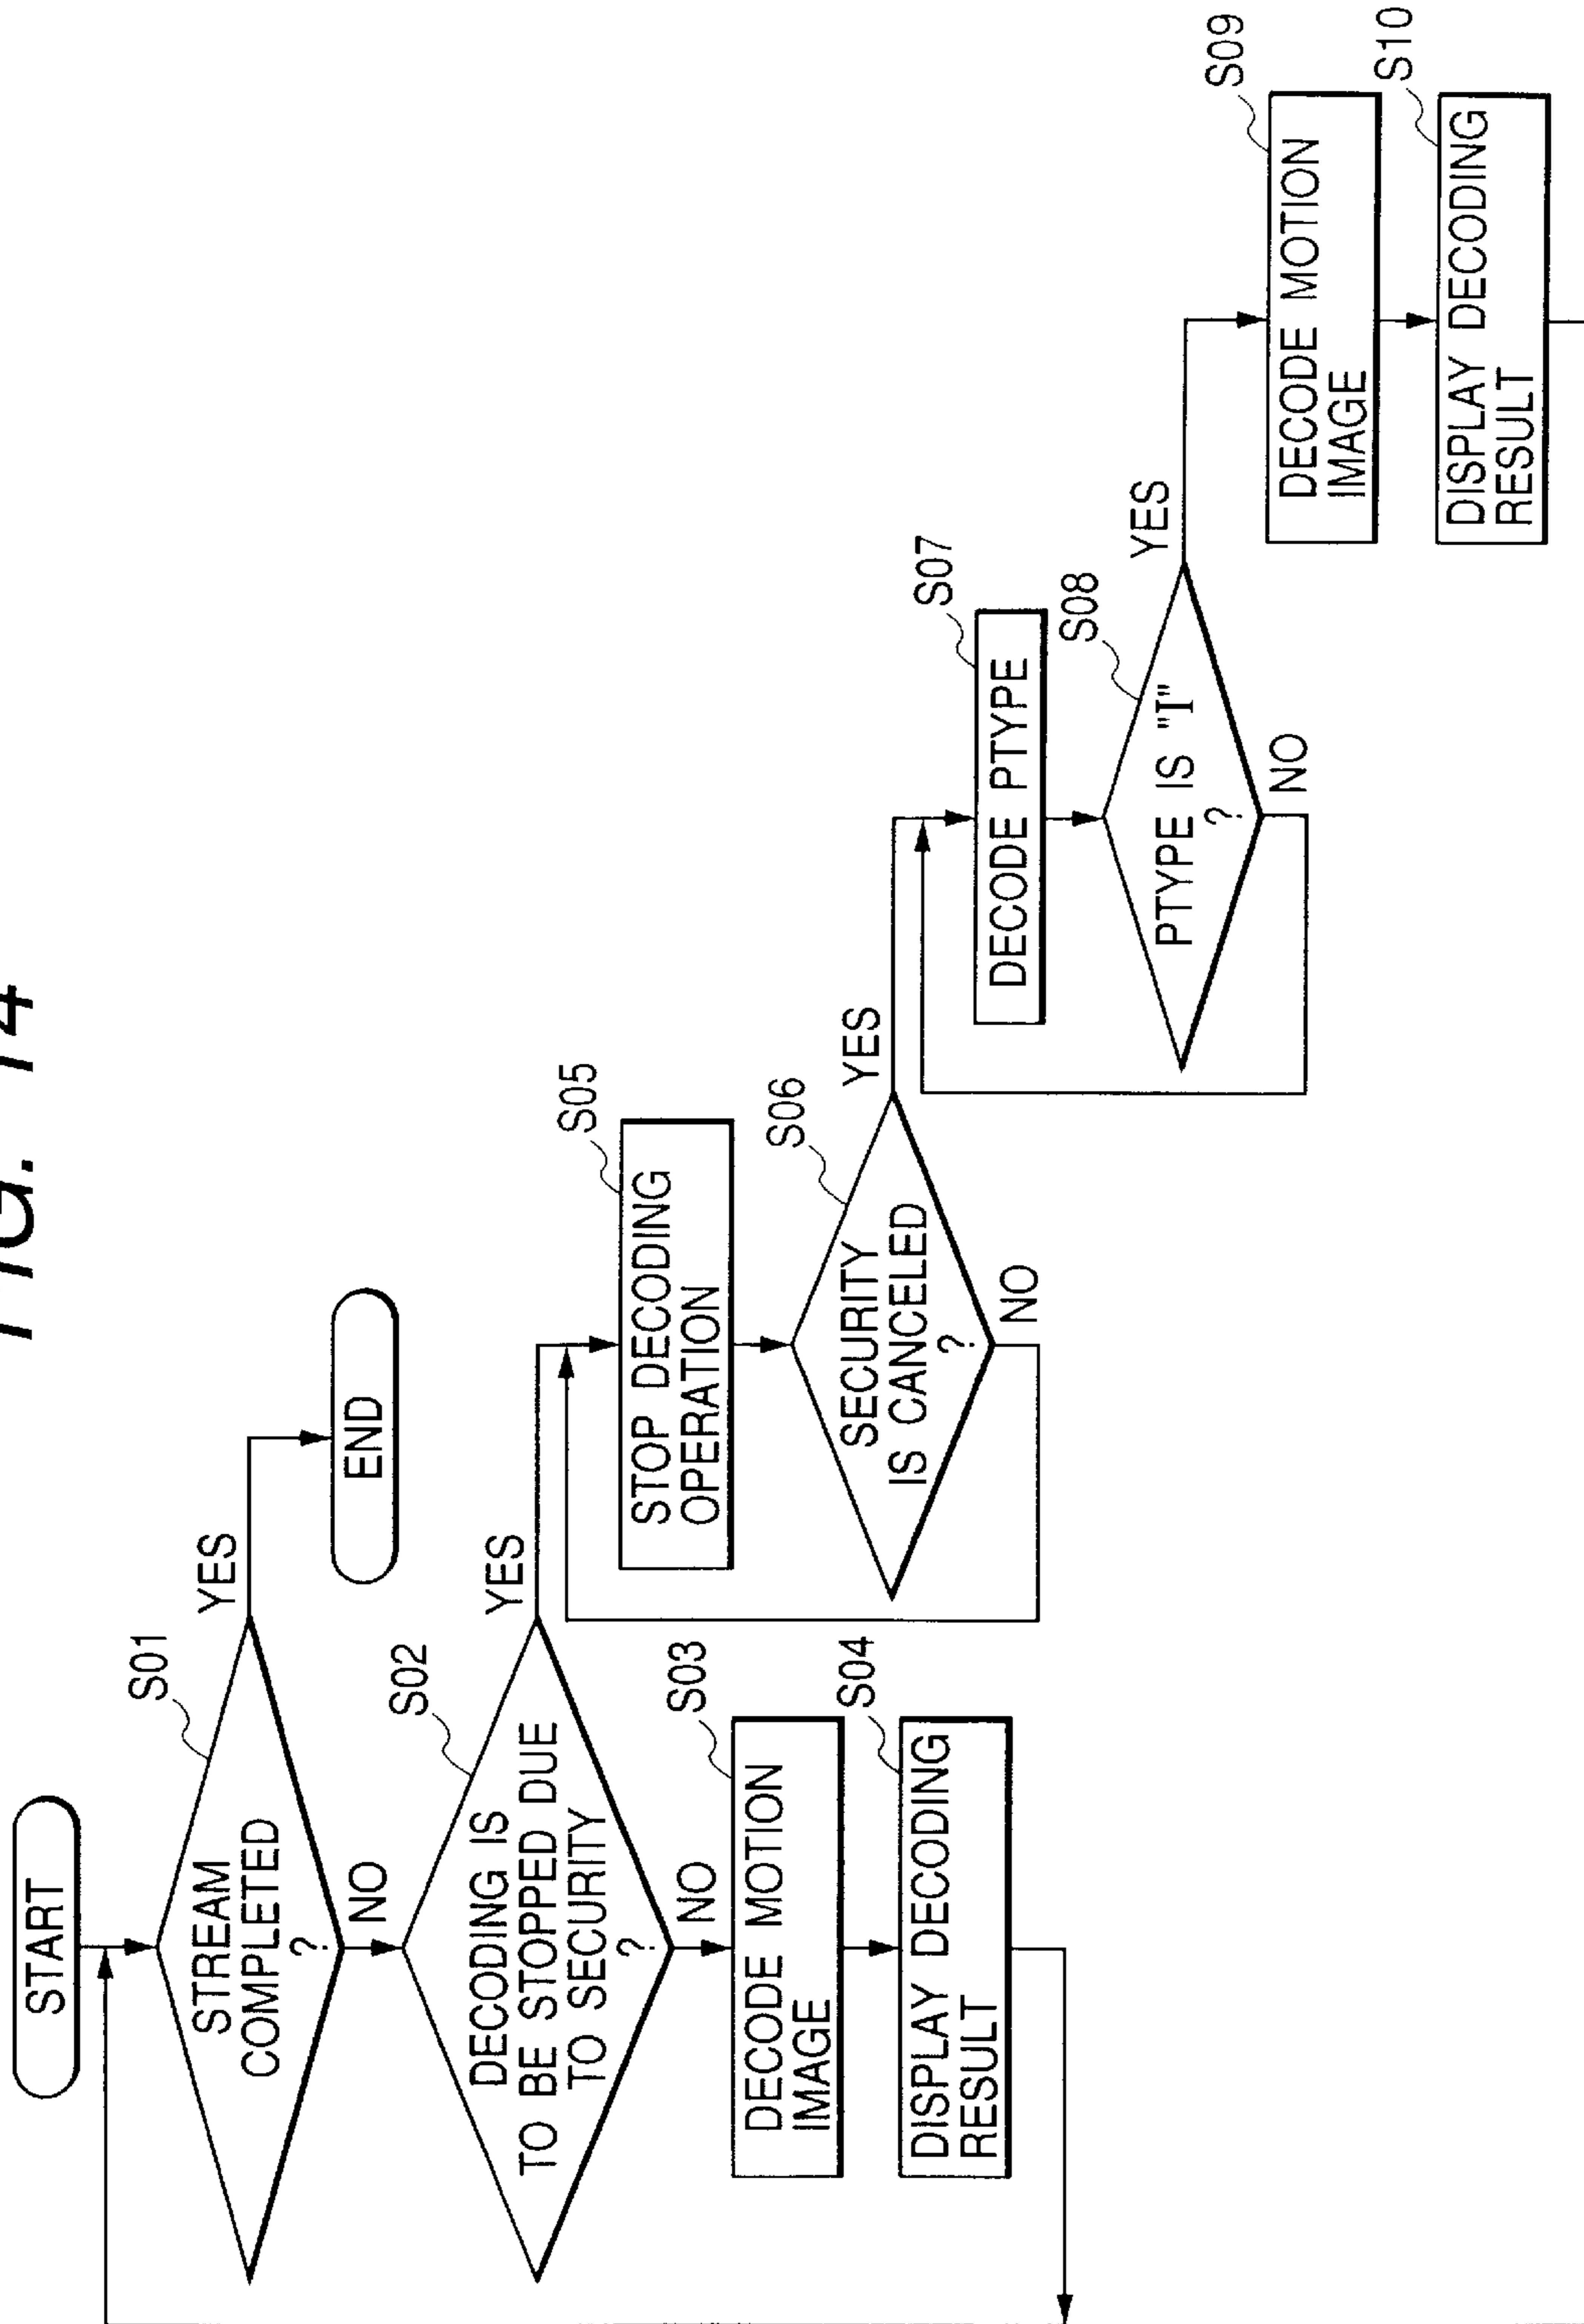 FIG. 14
START
S01
STREAM
COMPLETED
?
YES
END
NO
S02
DECODING IS
TO BE STOPPED DUE
TO SECURITY
?
YES
NO
S03
DECODE MOTION
IMAGE
S04
DISPLAY DECODING
RESULT
S05
STOP DECODING
OPERATION
S06
SECURITY
IS CANCELED
?
YES
NO
S07
DECODE PTYPE
S08
PTYPE IS "I"
?
YES
NO
S09
DECODE MOTION
IMAGE
S10
DISPLAY DECODING
RESULT